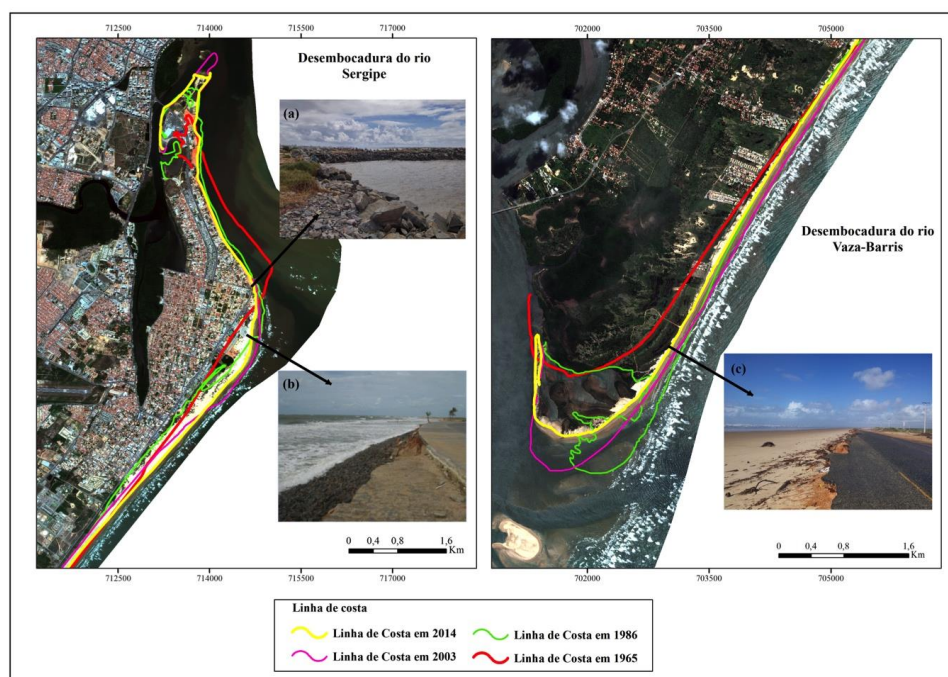 712500 714000 715500 717000
702000 703500 705000
Desembocadura do rio
Sergipe
(a)
(b)
0 0,4 0,8 1,6
Km
712500 714000 715500 717000
Desembocadura do rio
Vaza-Barris
(c)
0 0,4 0,8 1,6
Km
702000 703500 705000
Linha de costa
Linha de Costa em 2014
Linha de Costa em 1986
Linha de Costa em 2003
Linha de Costa em 1965